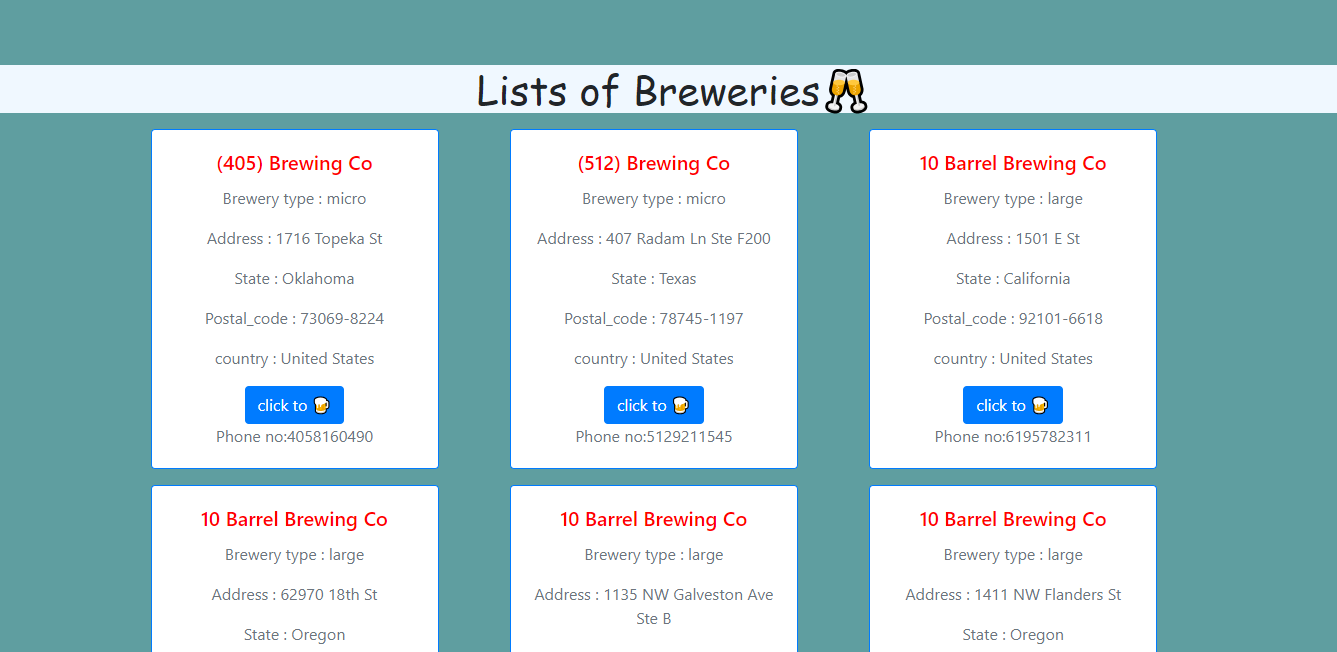 Lists of Breweries🥂
(405) Brewing Co
Brewery type : micro
Address : 1716 Topeka St
State : Oklahoma
Postal_code : 73069-8224
country : United States
click to 🍺
Phone no:4058160490
(512) Brewing Co
Brewery type : micro
Address : 407 Radam Ln Ste F200
State : Texas
Postal_code : 78745-1197
country : United States
click to 🍺
Phone no:5129211545
10 Barrel Brewing Co
Brewery type : large
Address : 1501 E St
State : California
Postal_code : 92101-6618
country : United States
click to 🍺
Phone no:6195782311
10 Barrel Brewing Co
Brewery type : large
Address : 62970 18th St
State : Oregon
10 Barrel Brewing Co
Brewery type : large
Address : 1135 NW Galveston Ave
Ste B
10 Barrel Brewing Co
Brewery type : large
Address : 1411 NW Flanders St
State : Oregon